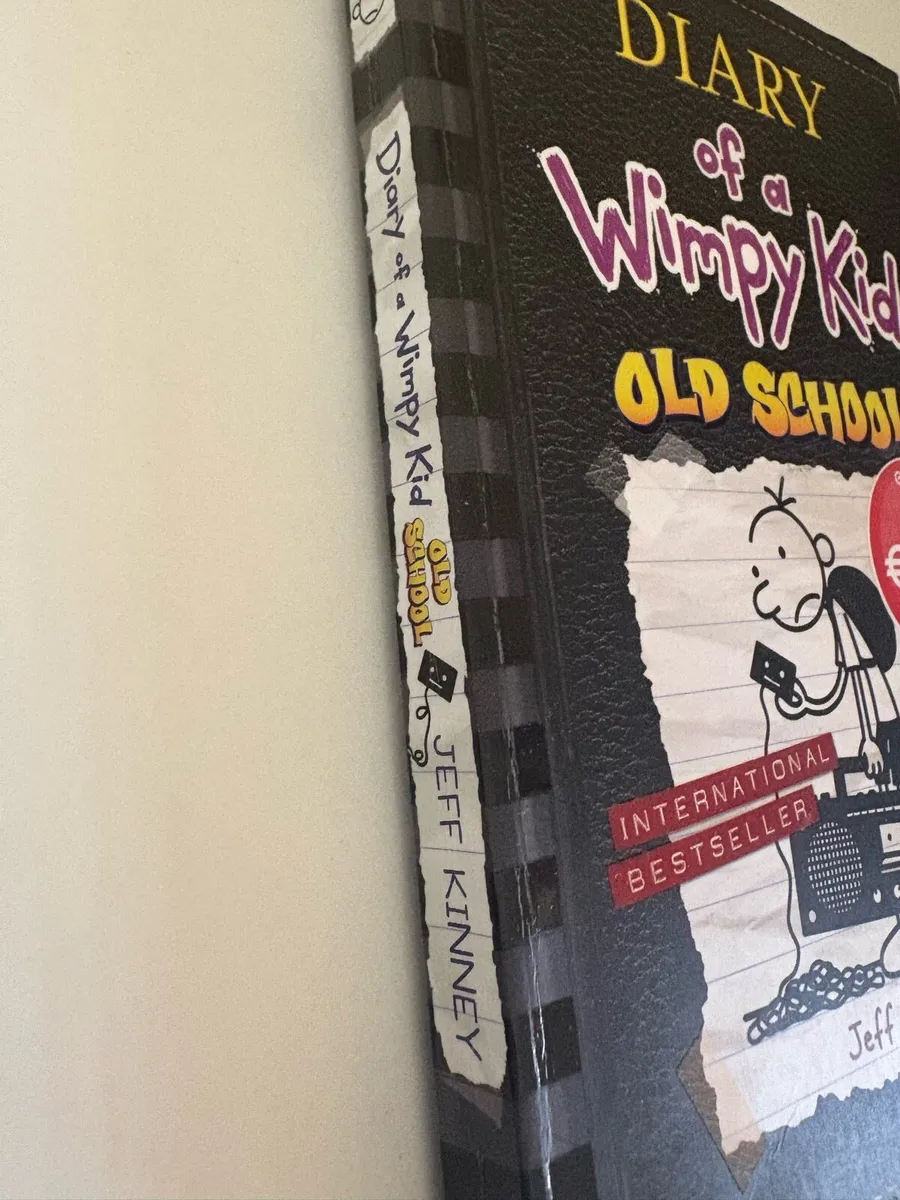 Diary of a Wimpy Kid
OLD
SCHOOL
JEFF KINNEY
DIARY
of a
Wimpy Kid
OLD SCHOOL
€
INTERNATIONAL
BESTSELLER
Jeff